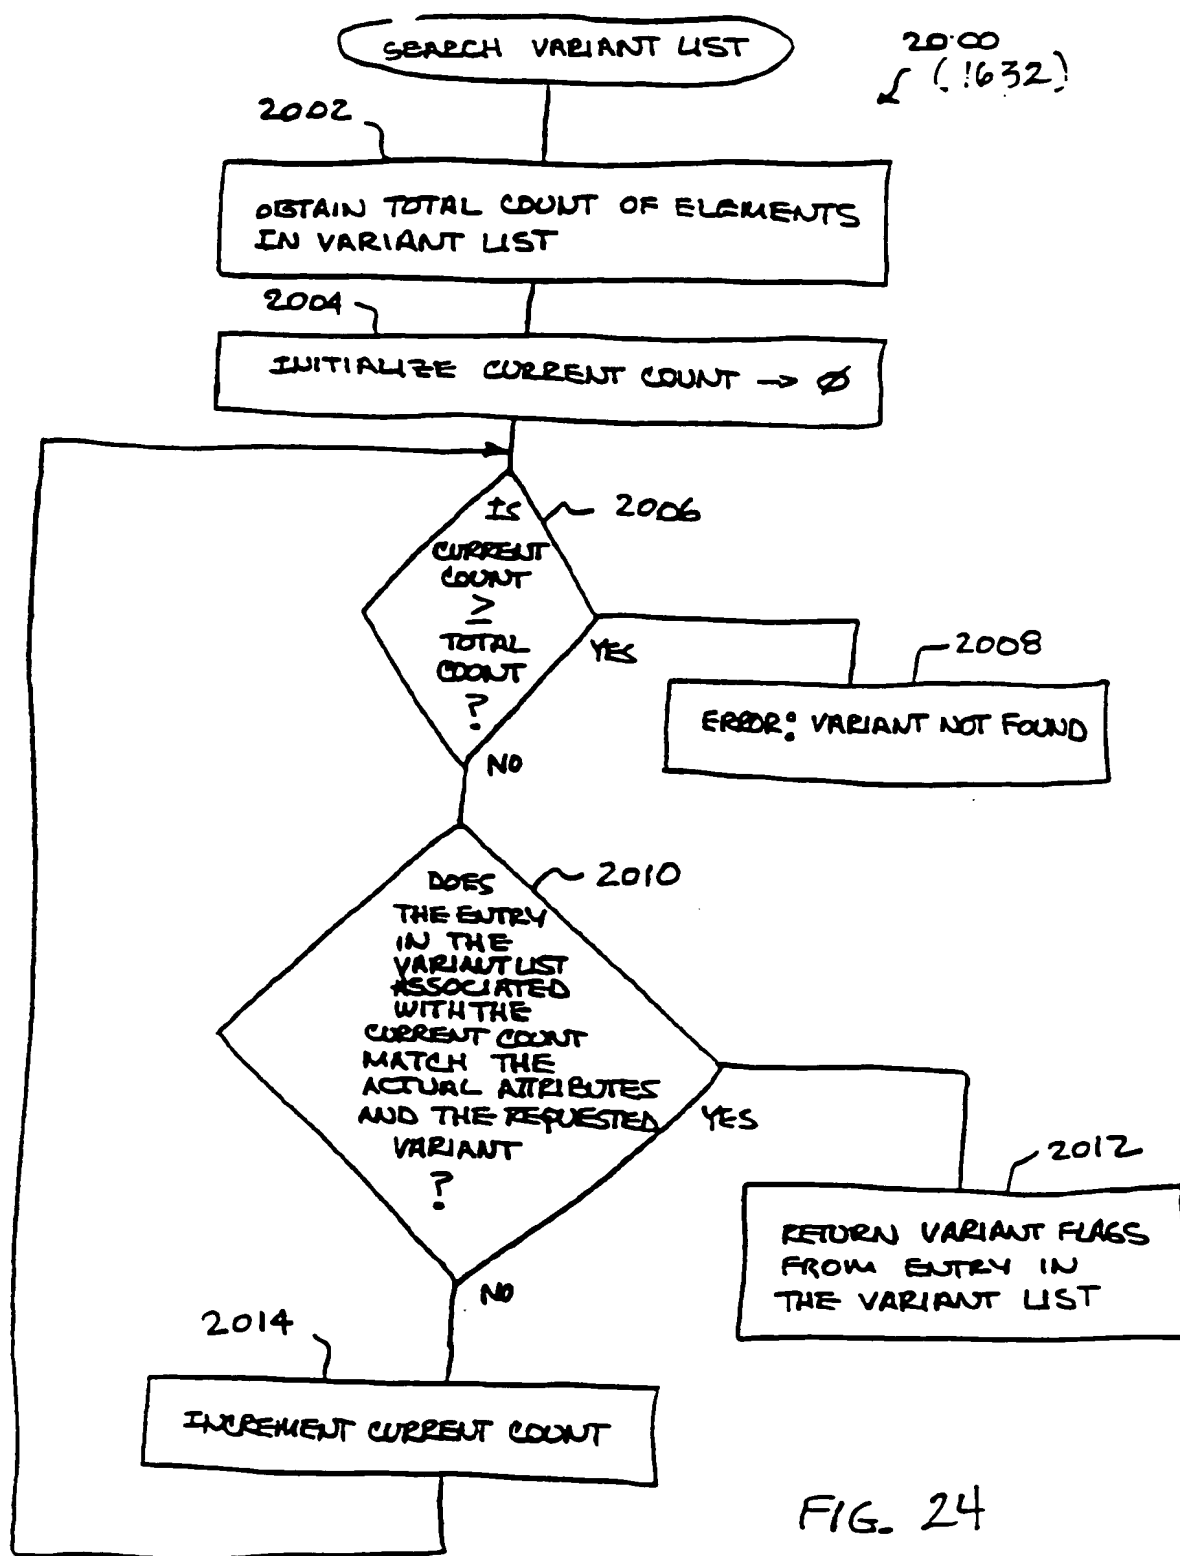 SEARCH VARIANT LIST
2000
(1632)
2002
OBTAIN TOTAL COUNT OF ELEMENTS
IN VARIANT LIST
2004
INITIALIZE CURRENT COUNT → Ø
IS
CURRENT
COUNT
≥
TOTAL
COUNT
?
2006
YES
NO
2008
ERROR: VARIANT NOT FOUND
DOES
THE ENTRY
IN THE
VARIANT LIST
ASSOCIATED
WITH THE
CURRENT COUNT
MATCH THE
ACTUAL ATTRIBUTES
AND THE REQUESTED
VARIANT
?
2010
YES
NO
2012
RETURN VARIANT FLAGS
FROM ENTRY IN
THE VARIANT LIST
2014
INCREMENT CURRENT COUNT
FIG. 24